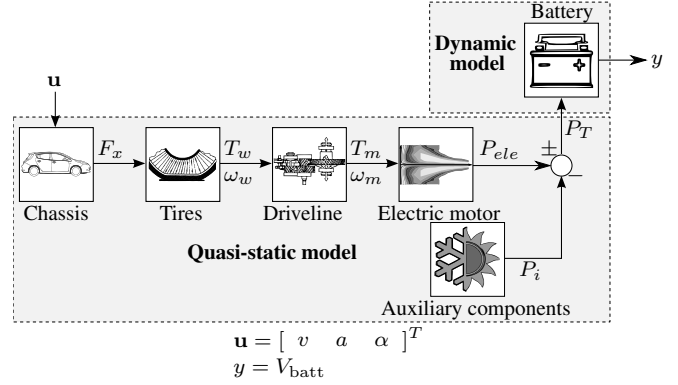 Battery
Dynamic
model
y
u
±
P_T
F_x
T_w
ω_w
T_m
ω_m
P_ele
−
Chassis
Tires
Driveline
Electric motor
Quasi-static model
P_i
Auxiliary components
u = [ v a α ]^T
y = V_batt